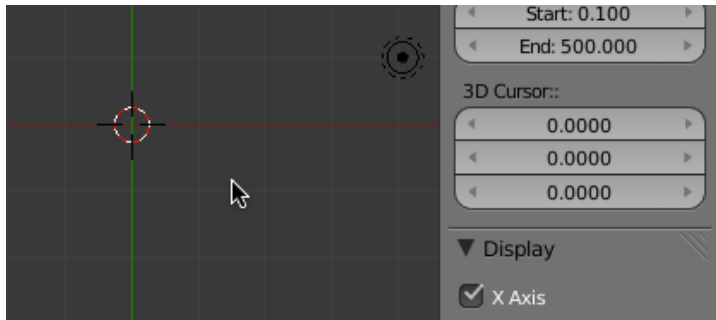 Start: 0.100
End: 500.000
3D Cursor::
0.0000
0.0000
0.0000
Display
X Axis